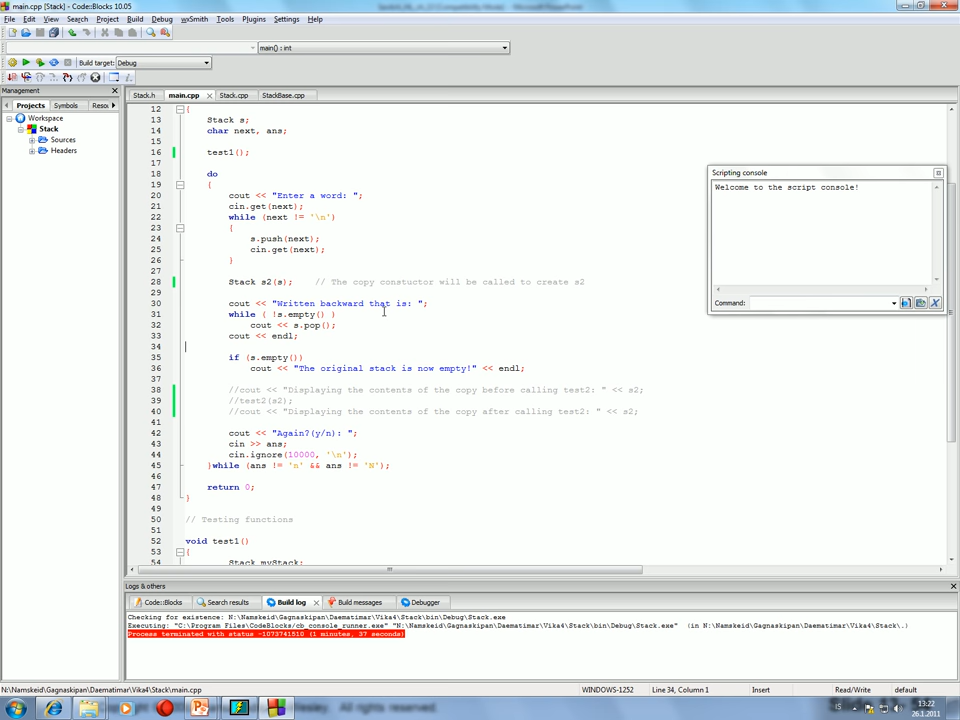 main.cpp [Stack] - Code::Blocks 10.05
File Edit View Search Project Build Debug wxSmith Tools Plugins Settings Help
main() : int
Build target: Debug
Management
Projects Symbols Resou
Workspace
Stack
Sources
Headers
Stack.h main.cpp Stack.cpp StackBase.cpp
12 {
13 Stack s;
14 char next, ans;
15
16 test1();
17
18 do
19 {
20 cout << "Enter a word: ";
21 cin.get(next);
22 while (next != '\n')
23 {
24 s.push(next);
25 cin.get(next);
26 }
27
28 Stack s2(s); // The copy constuctor will be called to create s2
29
30 cout << "Written backward that is: ";
31 while ( !s.empty() )
32 cout << s.pop();
33 cout << endl;
34
35 if (s.empty())
36 cout << "The original stack is now empty!" << endl;
37
38 //cout << "Displaying the contents of the copy before calling test2: " << s2;
39 //test2(s2);
40 //cout << "Displaying the contents of the copy after calling test2: " << s2;
41
42 cout << "Again?(y/n): ";
43 cin >> ans;
44 cin.ignore(10000, '\n');
45 }while (ans != 'n' && ans != 'N');
46
47 return 0;
48 }
49
50 // Testing functions
51
52 void test1()
53 {
54 Stack myStack;
Scripting console
Welcome to the script console!
Command:
Logs & others
Code::Blocks Search results Build log Build messages Debugger
Checking for existence: N:\Namskeid\Gagnaskipan\Daematimar\Vika4\Stack\bin\Debug\Stack.exe
Executing: "C:\Program Files\CodeBlocks/cb_console_runner.exe" "N:\Namskeid\Gagnaskipan\Daematimar\Vika4\Stack\bin\Debug\Stack.exe" (in N:\Namskeid\Gagnaskipan\Daematimar\Vika4\Stack\.)
Process terminated with status -1073741510 (1 minutes, 37 seconds)
N:\Namskeid\Gagnaskipan\Daematimar\Vika4\Stack\main.cpp WINDOWS-1252 Line 34, Column 1 Insert Read/Write default
IS 13:22
26.1.2011